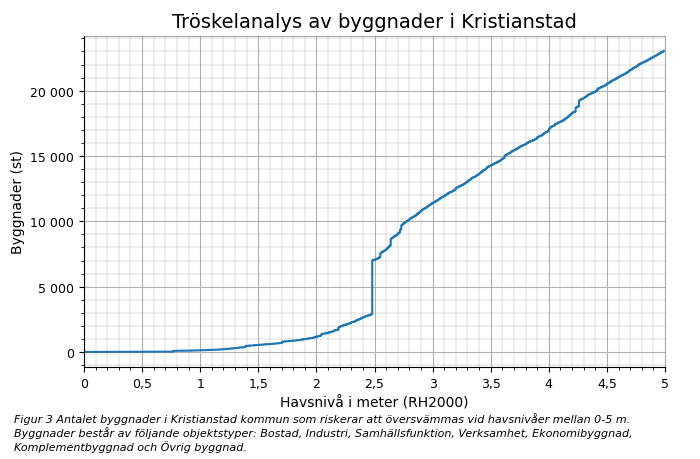 Tröskelanalys av byggnader i Kristianstad
Byggnader (st)
20 000
15 000
10 000
5 000
0
0 0,5 1 1,5 2 2,5 3 3,5 4 4,5 5
Havsnivå i meter (RH2000)
Figur 3 Antalet byggnader i Kristianstad kommun som riskerar att översvämmas vid havsnivåer mellan 0-5 m.
Byggnader består av följande objektstyper: Bostad, Industri, Samhällsfunktion, Verksamhet, Ekonomibyggnad,
Komplementbyggnad och Övrig byggnad.